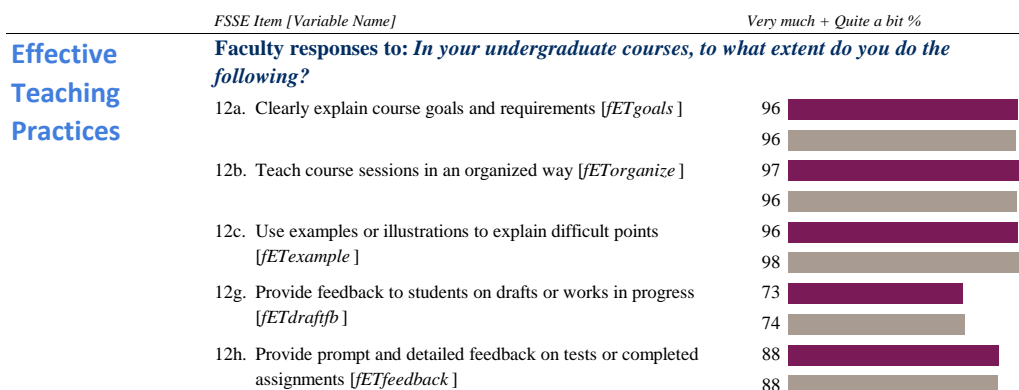 FSSE Item [Variable Name] Very much + Quite a bit %
Effective
Teaching
Practices
Faculty responses to: In your undergraduate courses, to what extent do you do the
following?
12a. Clearly explain course goals and requirements [fETgoals ] 96
96
12b. Teach course sessions in an organized way [fETorganize ] 97
96
12c. Use examples or illustrations to explain difficult points 96
[fETexample ] 98
12g. Provide feedback to students on drafts or works in progress 73
[fETdraftfb ] 74
12h. Provide prompt and detailed feedback on tests or completed 88
assignments [fETfeedback ] 88